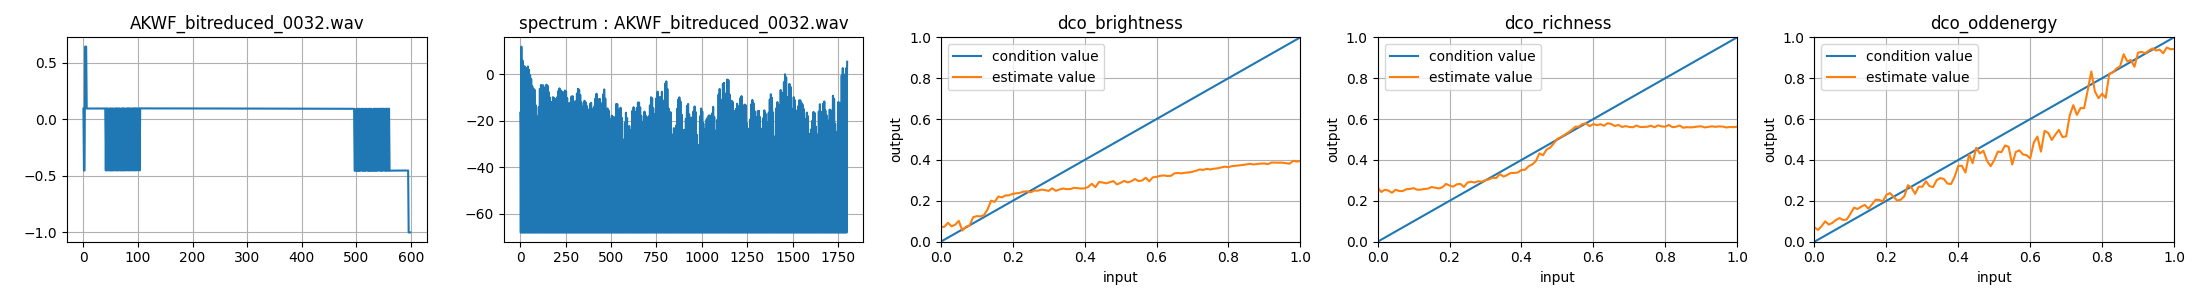 AKWF_bitreduced_0032.wav
0.5
0.0
−0.5
−1.0
0 100 200 300 400 500 600
spectrum : AKWF_bitreduced_0032.wav
0
−20
−40
−60
0 250 500 750 1000 1250 1500 1750
dco_brightness
condition value
estimate value
output
1.0
0.8
0.6
0.4
0.2
0.0
0.0 0.2 0.4 0.6 0.8 1.0
input
dco_richness
condition value
estimate value
output
1.0
0.8
0.6
0.4
0.2
0.0
0.0 0.2 0.4 0.6 0.8 1.0
input
dco_oddenergy
condition value
estimate value
output
1.0
0.8
0.6
0.4
0.2
0.0
0.0 0.2 0.4 0.6 0.8 1.0
input